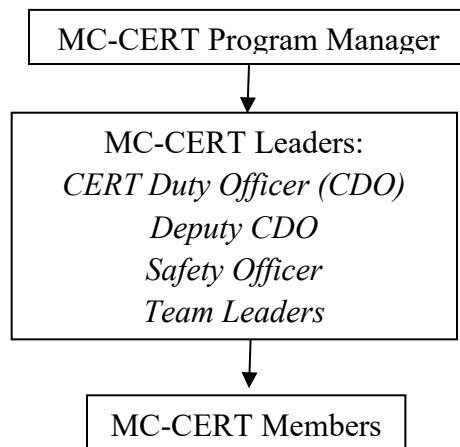 MC-CERT Program Manager
MC-CERT Leaders:
CERT Duty Officer (CDO)
Deputy CDO
Safety Officer
Team Leaders
MC-CERT Members